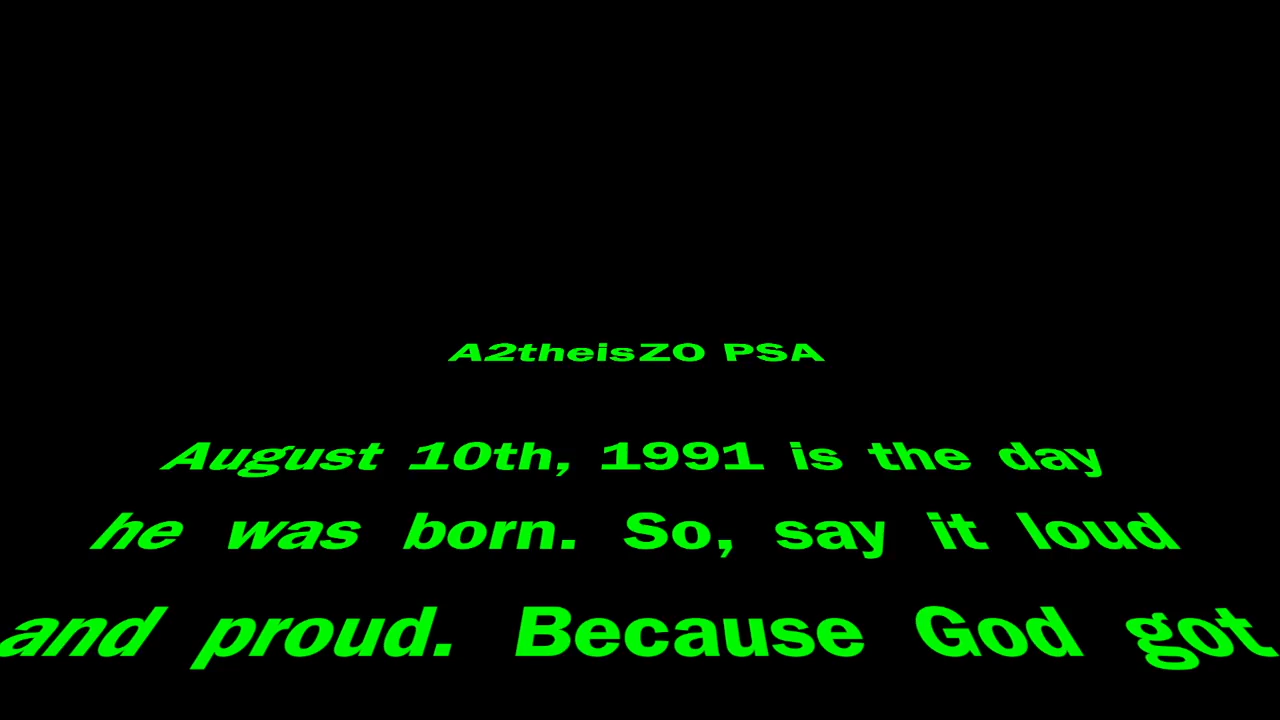 A2theisZO PSA
August 10th, 1991 is the day
he was born. So, say it loud
and proud. Because God got